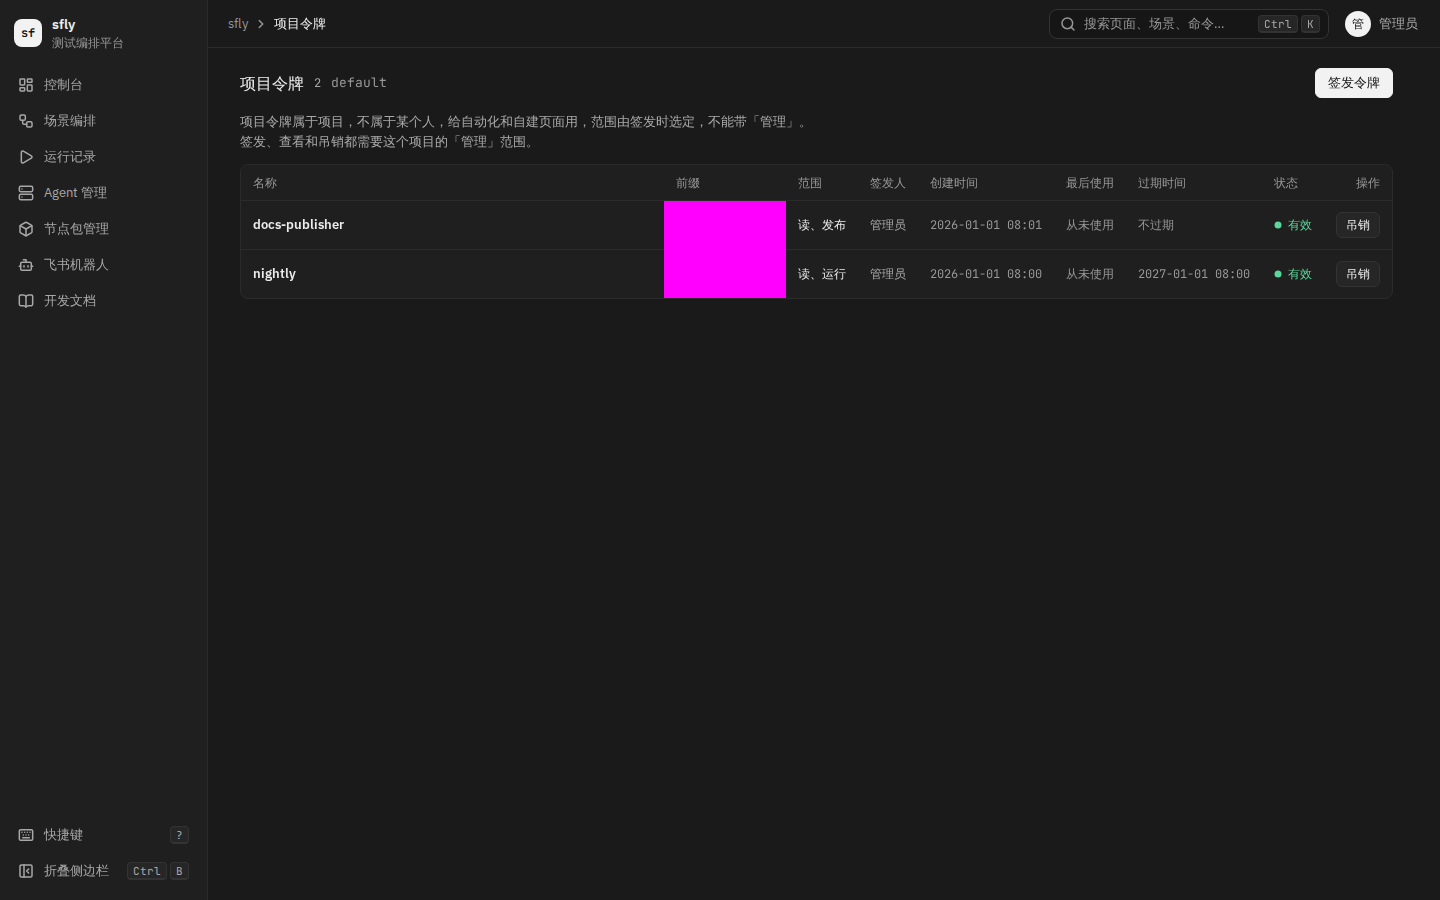 sf
sfly
测试编排平台
控制台
场景编排
运行记录
Agent 管理
节点包管理
飞书机器人
开发文档
快捷键 ?
折叠侧边栏 Ctrl B
sfly > 项目令牌
搜索页面、场景、命令... Ctrl K
管 管理员
项目令牌 2 default
签发令牌
项目令牌属于项目，不属于某个人，给自动化和自建页面用，范围由签发时选定，不能带「管理」。
签发、查看和吊销都需要这个项目的「管理」范围。
名称 前缀 范围 签发人 创建时间 最后使用 过期时间 状态 操作
docs-publisher 读、发布 管理员 2026-01-01 08:01 从未使用 不过期 有效 吊销
nightly 读、运行 管理员 2026-01-01 08:00 从未使用 2027-01-01 08:00 有效 吊销